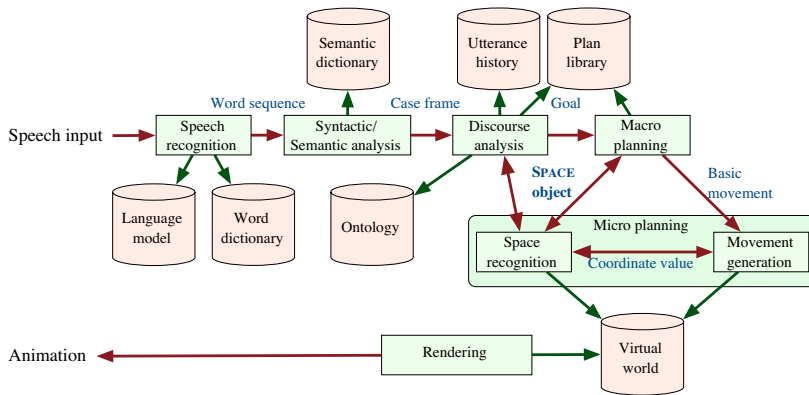 Semantic
dictionary
Utterance
history
Plan
library
Word sequence
Case frame
Goal
Speech input
Speech
recognition
Syntactic/
Semantic analysis
Discourse
analysis
Macro
planning
SPACE
object
Basic
movement
Language
model
Word
dictionary
Ontology
Micro planning
Space
recognition
Coordinate value
Movement
generation
Animation
Rendering
Virtual
world